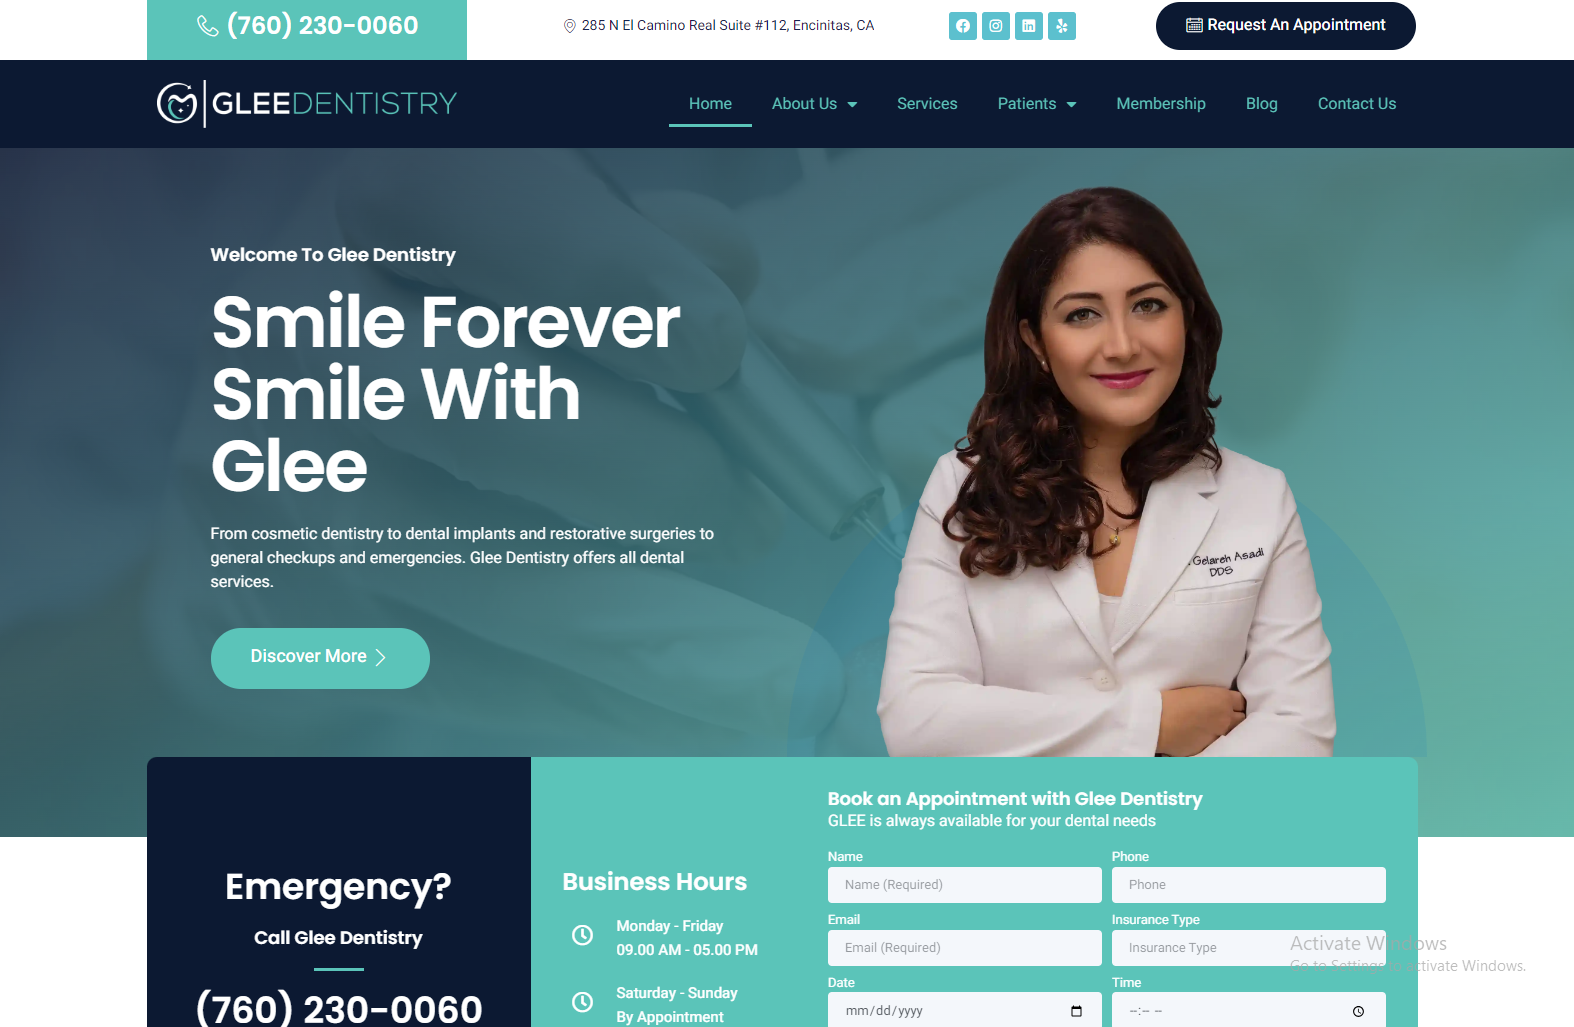 (760) 230-0060
285 N El Camino Real Suite #112, Encinitas, CA
Request An Appointment
GLEEDENTISTRY
Home
About Us
Services
Patients
Membership
Blog
Contact Us
Welcome To Glee Dentistry
Smile Forever
Smile With
Glee
From cosmetic dentistry to dental implants and restorative surgeries to
general checkups and emergencies. Glee Dentistry offers all dental
services.
Discover More
Gelareh Asadi
DDS
Emergency?
Call Glee Dentistry
(760) 230-0060
Business Hours
Monday - Friday
09.00 AM - 05.00 PM
Saturday - Sunday
By Appointment
Book an Appointment with Glee Dentistry
GLEE is always available for your dental needs
Name
Name (Required)
Phone
Phone
Email
Email (Required)
Insurance Type
Insurance Type
Date
mm/dd/yyyy
Time
--:-- --
Activate Windows
Go to Settings to activate Windows.